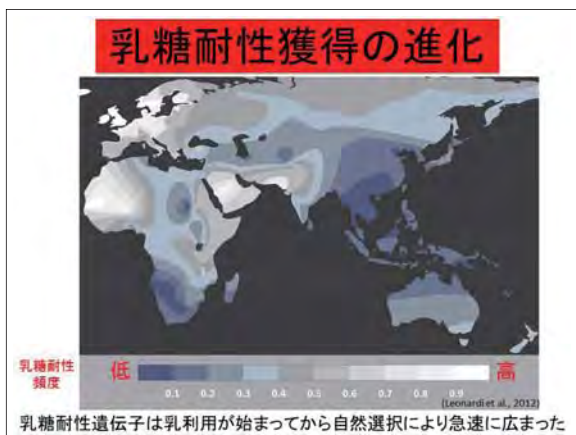 乳糖耐性獲得の進化
乳糖耐性
頻度
低
高
0.1 0.2 0.3 0.4 0.5 0.6 0.7 0.8 0.9
(Leonardi et al., 2012)
乳糖耐性遺伝子は乳利用が始まってから自然選択により急速に広まった